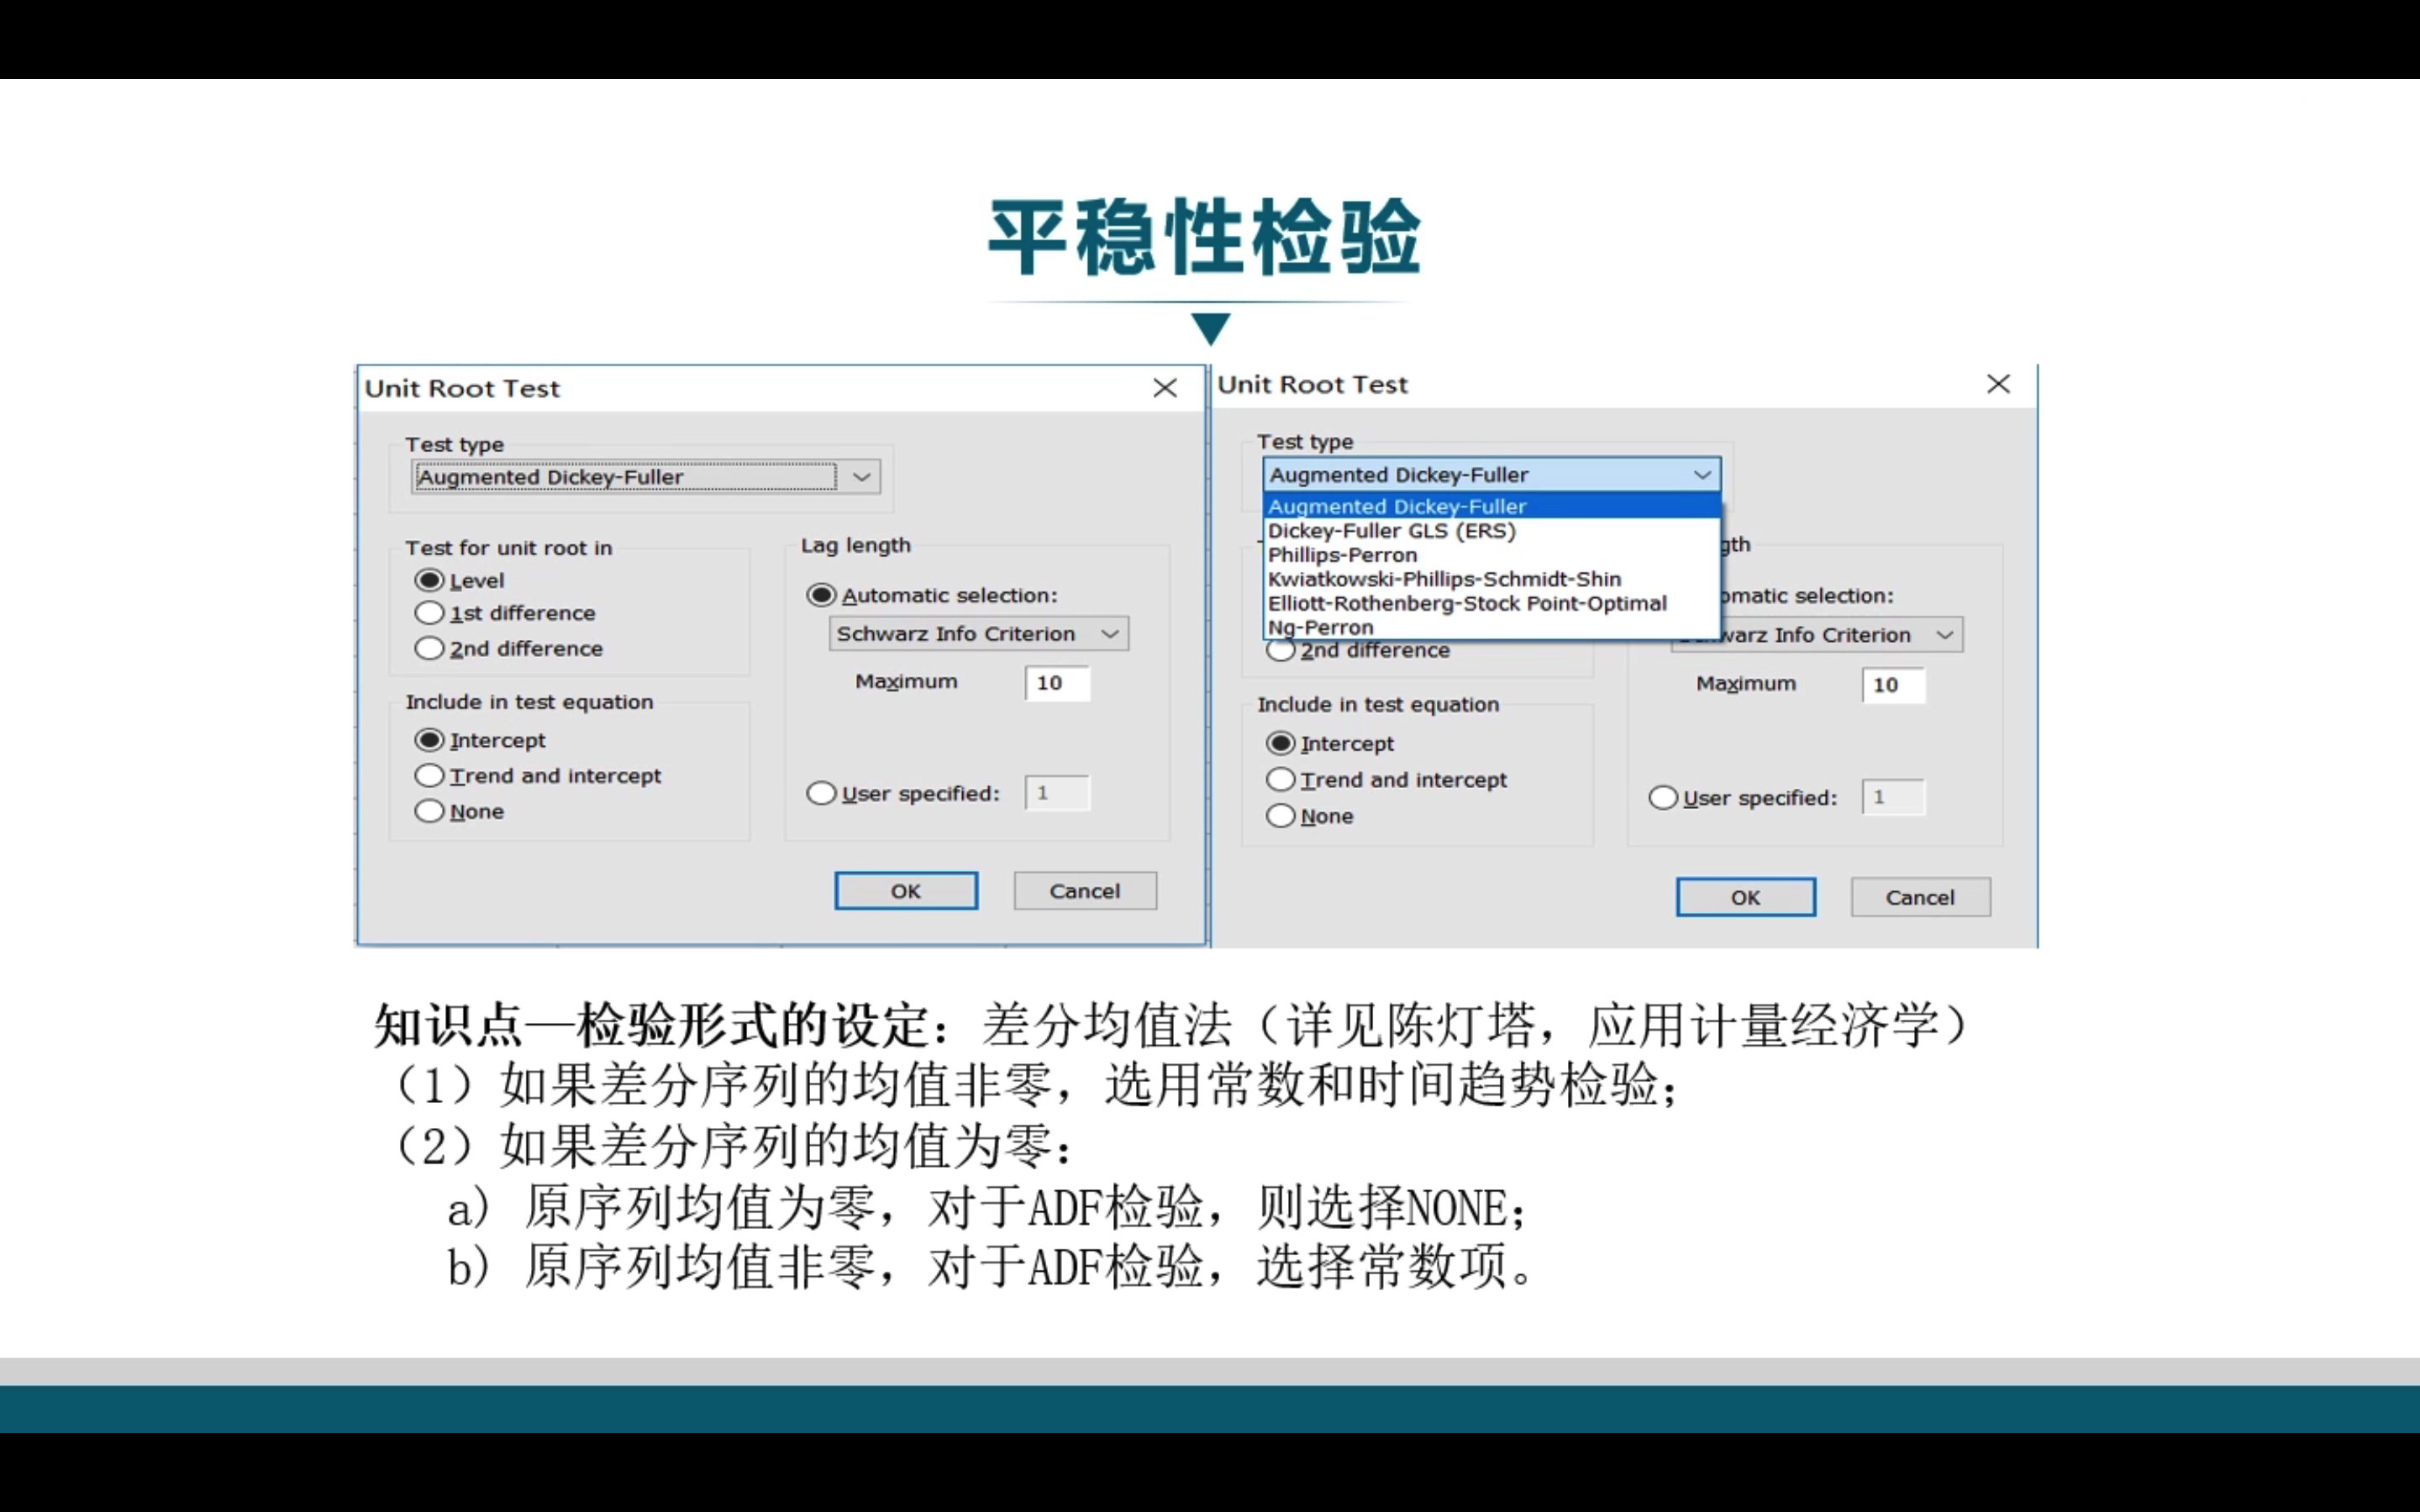 平稳性检验
Unit Root Test
Test type
Augmented Dickey-Fuller
Test for unit root in
Level
1st difference
2nd difference
Include in test equation
Intercept
Trend and intercept
None
Lag length
Automatic selection:
Schwarz Info Criterion
Maximum 10
User specified: 1
OK Cancel
Unit Root Test
Test type
Augmented Dickey-Fuller
Augmented Dickey-Fuller
Dickey-Fuller GLS (ERS)
Phillips-Perron
Kwiatkowski-Phillips-Schmidt-Shin
Elliott-Rothenberg-Stock Point-Optimal
Ng-Perron
2nd difference
Include in test equation
Intercept
Trend and intercept
None
gth
omatic selection:
warz Info Criterion
Maximum 10
User specified: 1
OK Cancel
知识点—检验形式的设定：差分均值法（详见陈灯塔，应用计量经济学）
（1）如果差分序列的均值非零，选用常数和时间趋势检验；
（2）如果差分序列的均值为零：
a) 原序列均值为零，对于ADF检验，则选择NONE；
b) 原序列均值非零，对于ADF检验，选择常数项。